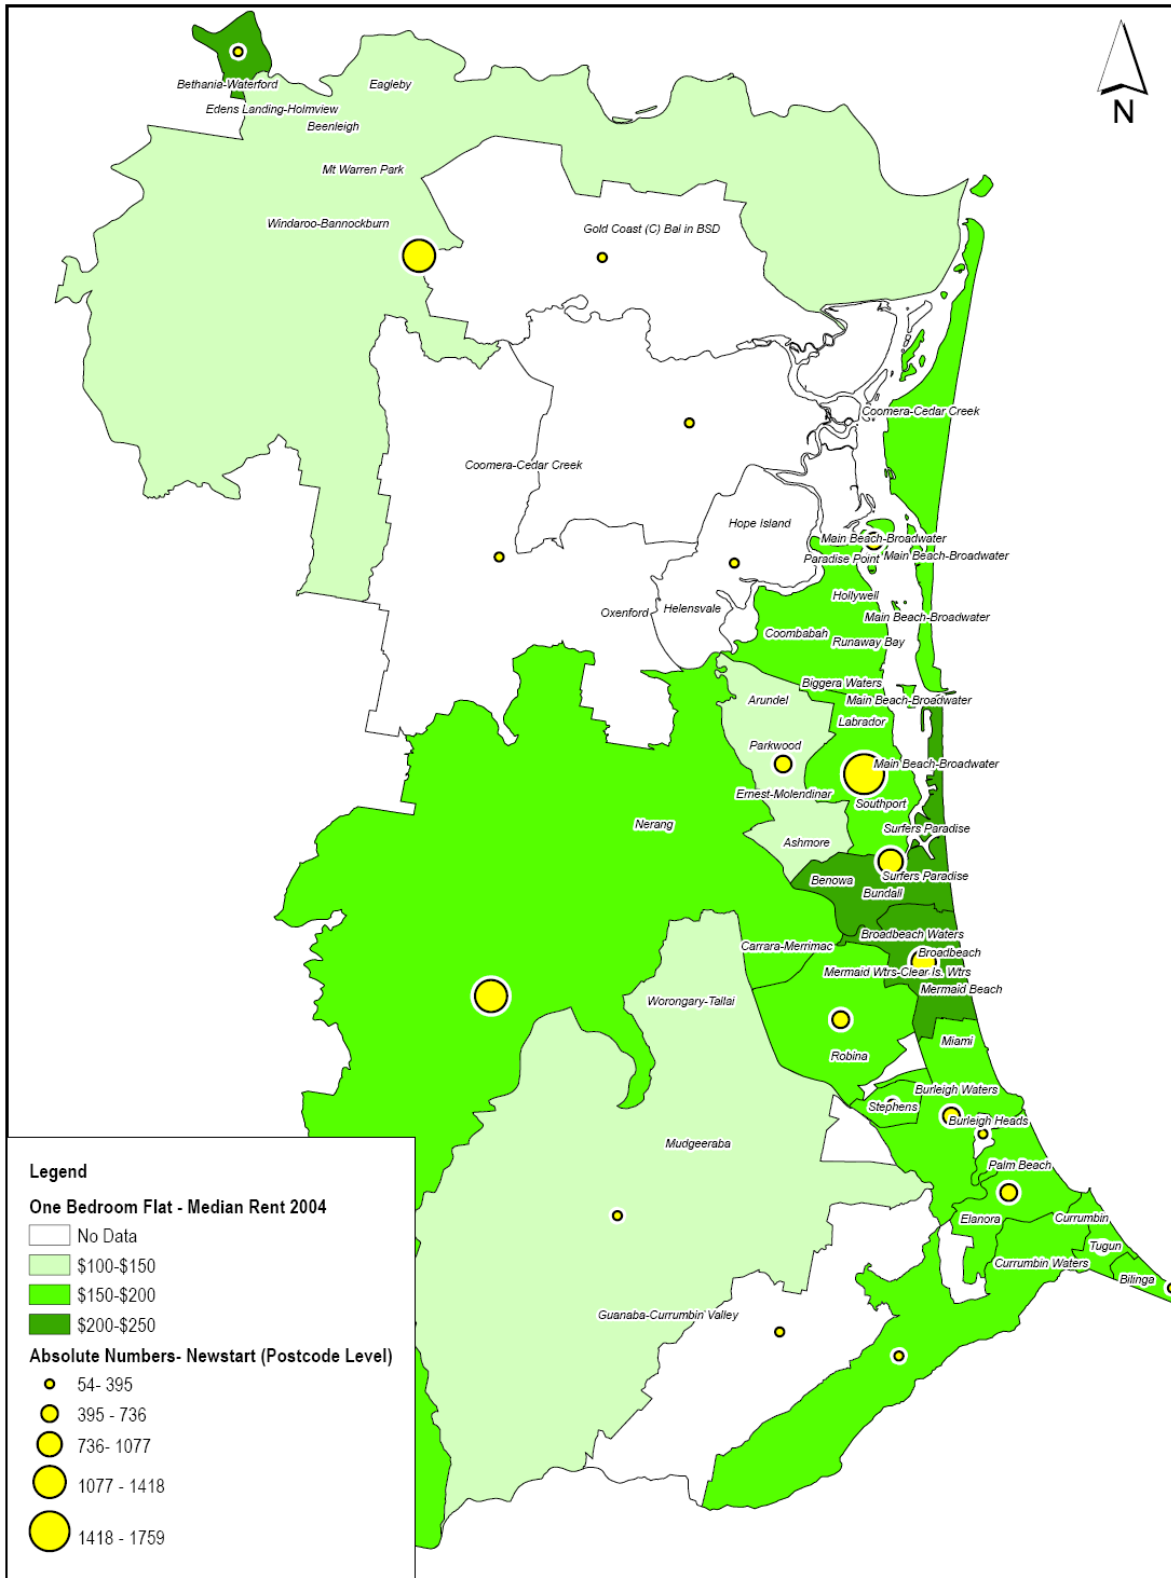 N
Bethania-Waterford
Eagleby
Edens Landing-Holmview
Beenleigh
Mt Warren Park
Windaroo-Bannockburn
Gold Coast (C) Bal in BSD
Coomera-Cedar Creek
Coomera-Cedar Creek
Hope Island
Main Beach-Broadwater
Paradise Point
Main Beach-Broadwater
Hollywell
Helensvale
Oxenford
Main Beach-Broadwater
Coombabah
Runaway Bay
Biggera Waters
Arundel
Main Beach-Broadwater
Labrador
Parkwood
Main Beach-Broadwater
Ernest-Molendinar
Southport
Nerang
Surfers Paradise
Ashmore
Benowa
Surfers Paradise
Bundall
Broadbeach Waters
Carrara-Merrimac
Broadbeach
Mermaid Wtrs-Clear Is. Wtrs
Mermaid Beach
Worongary-Tallai
Miami
Robina
Burleigh Waters
Stephens
Burleigh Heads
Mudgeeraba
Palm Beach
Elanora
Currumbin
Tugun
Currumbin Waters
Bilinga
Guanaba-Currumbin Valley
Legend
One Bedroom Flat - Median Rent 2004
No Data
$100-$150
$150-$200
$200-$250
Absolute Numbers- Newstart (Postcode Level)
54- 395
395 - 736
736- 1077
1077 - 1418
1418 - 1759